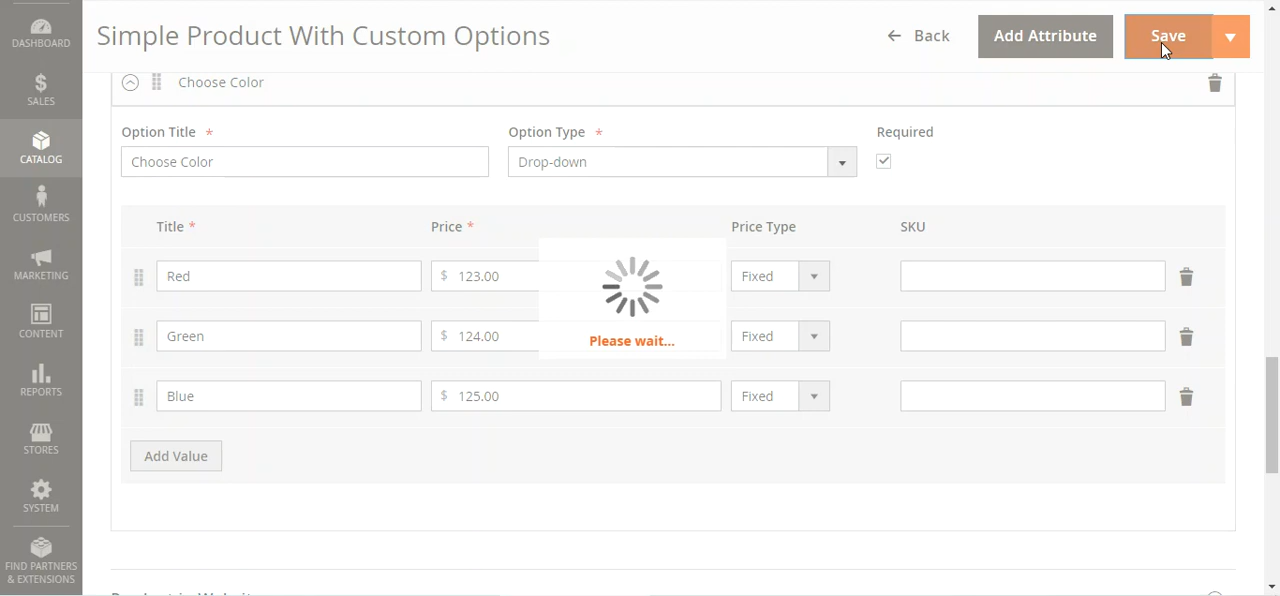 Simple Product With Custom Options
Back
Add Attribute
Save
DASHBOARD
SALES
CATALOG
CUSTOMERS
MARKETING
CONTENT
REPORTS
STORES
SYSTEM
FIND PARTNERS
& EXTENSIONS
Choose Color
Option Title *
Option Type *
Required
Choose Color
Drop-down
Title *
Price *
Price Type
SKU
Red
$ 123.00
Fixed
Green
$ 124.00
Fixed
Blue
$ 125.00
Fixed
Please wait...
Add Value